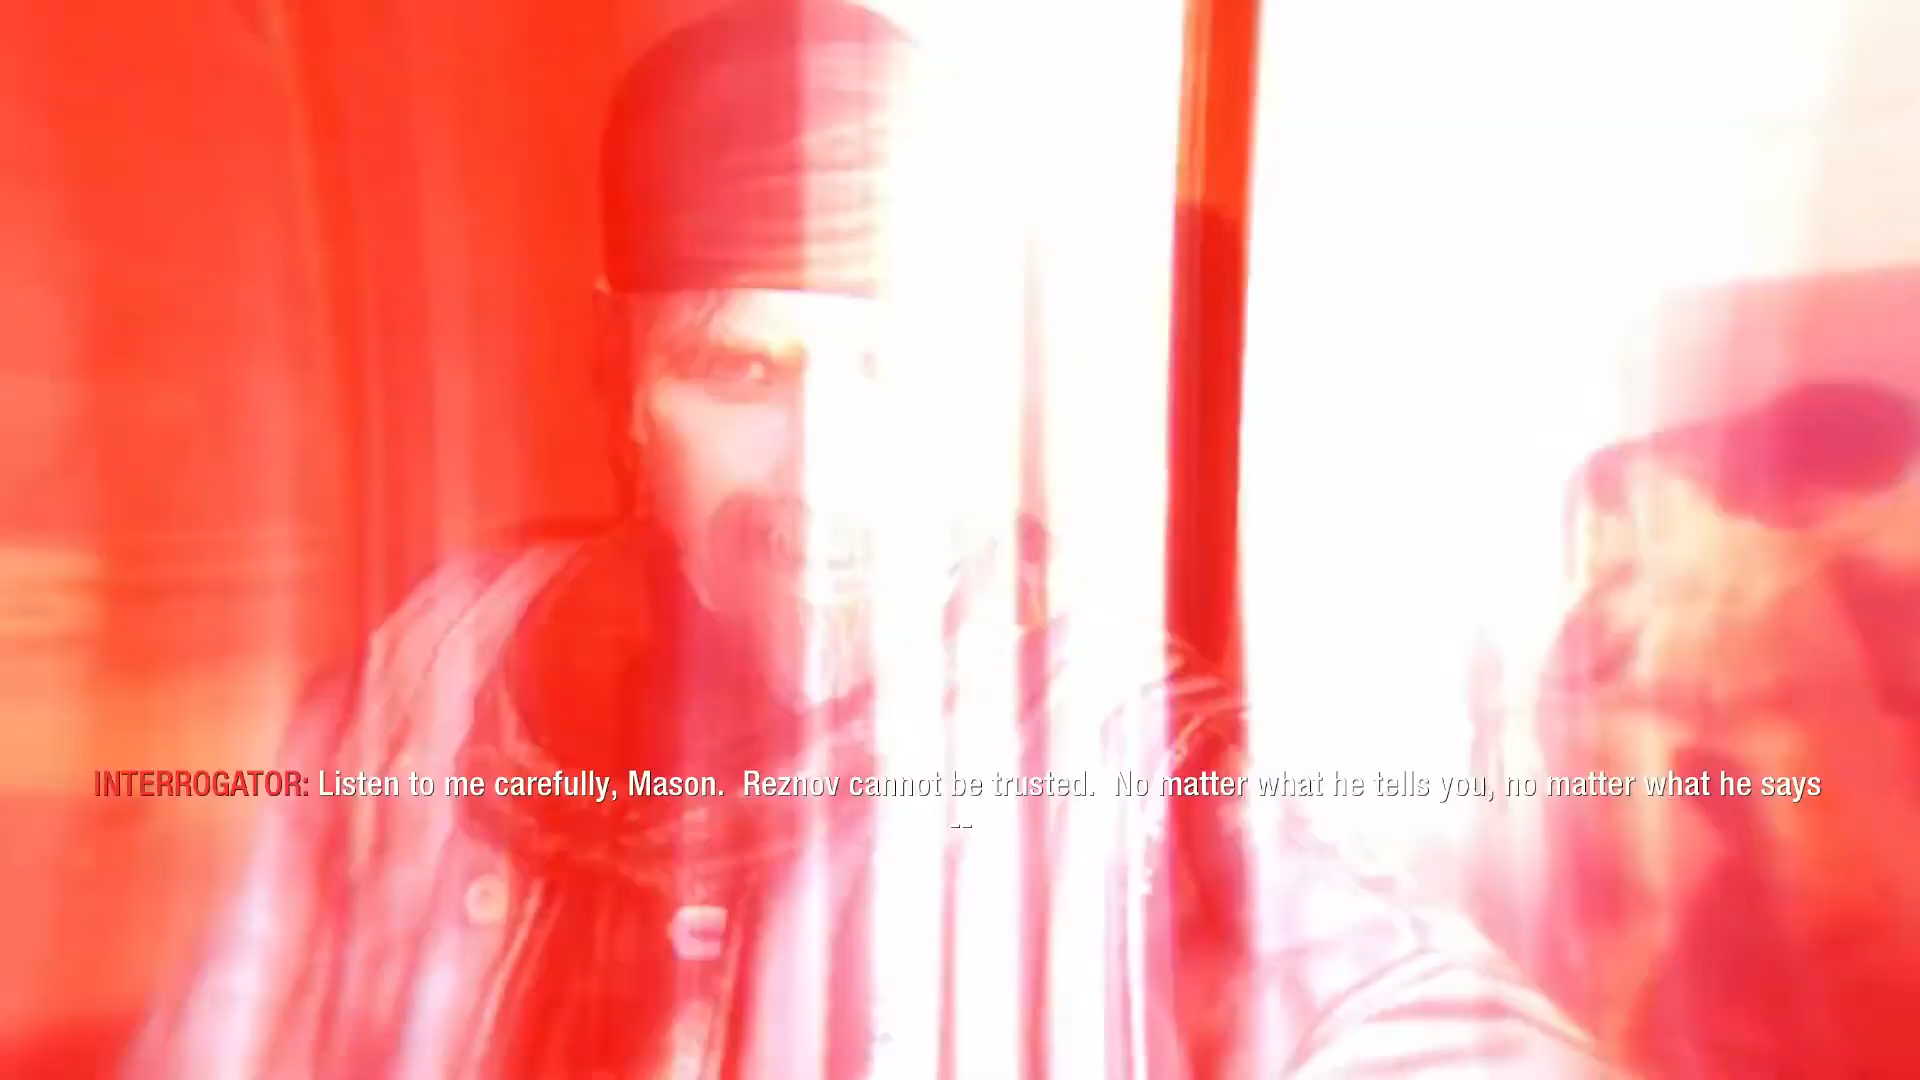 INTERROGATOR: Listen to me carefully, Mason.  Reznov cannot be trusted.  No matter what he tells you, no matter what he says
--